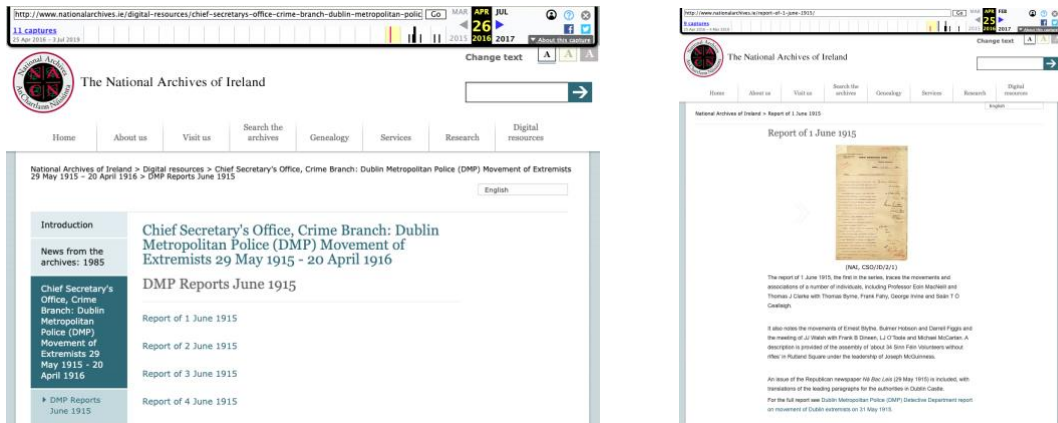 http://www.nationalarchives.ie/digital-resources/chief-secretarys-office-crime-branch-dublin-metropolitan-polic Go MAR APR JUL
11 captures 26
25 Apr 2016 - 3 Jul 2019 2015 2016 2017 About this capture
Change text A A A
The National Archives of Ireland
Home About us Visit us Search the archives Genealogy Services Research Digital resources
National Archives of Ireland > Digital resources > Chief Secretary's Office, Crime Branch: Dublin Metropolitan Police (DMP) Movement of Extremists
29 May 1915 – 20 April 1916 > DMP Reports June 1915
English
Introduction
News from the
archives: 1985
Chief Secretary's
Office, Crime
Branch: Dublin
Metropolitan
Police (DMP)
Movement of
Extremists 29
May 1915 - 20
April 1916
DMP Reports
June 1915
Chief Secretary's Office, Crime Branch: Dublin
Metropolitan Police (DMP) Movement of
Extremists 29 May 1915 - 20 April 1916
DMP Reports June 1915
Report of 1 June 1915
Report of 2 June 1915
Report of 3 June 1915
Report of 4 June 1915
http://www.nationalarchives.ie/report-of-1-june-1915/ Go APR FEB
9 captures 25
2016 2017 About this capture
Change text A A
The National Archives of Ireland
Home About us Visit us Search the archives Genealogy Services Research Digital resources
English
National Archives of Ireland > Report of 1 June 1915
Report of 1 June 1915
(NAI, CSO/JD/2/1)
The report of 1 June 1915, the first in the series, traces the movements and
associations of a number of individuals, including Professor Eoin MacNeill and
Thomas J Clarke with Thomas Byrne, Frank Fahy, George Irvine and Seán T Ó
Ceallaigh.
It also notes the movements of Ernest Blythe, Bulmer Hobson and Darrell Figgis and
the meeting of JJ Walsh with Frank B Dineen, LJ O'Toole and Michael McCarten. A
description is provided of the assembly of 'about 34 Sinn Féin Volunteers without
rifles' in Rutland Square under the leadership of Joseph McGuinness.
An issue of the Republican newspaper Ná Bac Leis (29 May 1915) is included, with
translations of the leading paragraphs for the authorities in Dublin Castle.
For the full report see Dublin Metropolitan Police (DMP) Detective Department report
on movement of Dublin extremists on 31 May 1915.